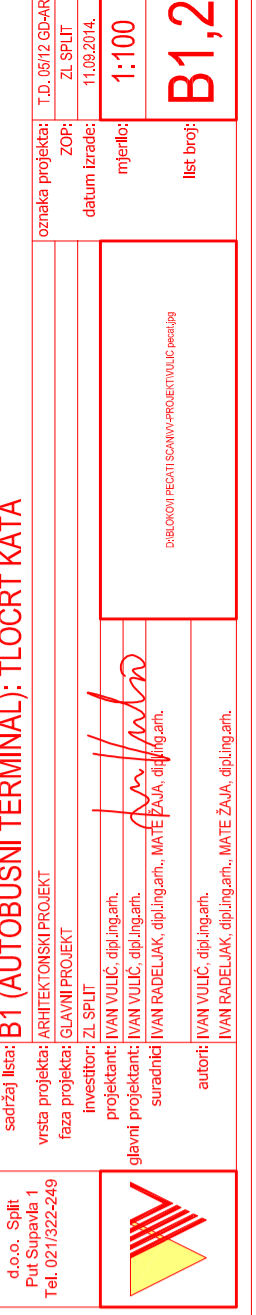 d.o.o. Split
Put Supavla 1
Tel. 021/322-249
sadržaj lista: B1 (AUTOBUSNI TERMINAL): TLOCRT KATA
vrsta projekta: ARHITEKTONSKI PROJEKT
faza projekta: GLAVNI PROJEKT
investitor: ZL SPLIT
projektant: IVAN VULIĆ, dipl.ing.arh.
glavni projektant: IVAN VULIĆ, dipl.ing.arh.
suradnici IVAN RADELJAK, dipl.ing.arh., MATE ŽAJA, dipl.ing.arh.
autori: IVAN VULIĆ, dipl.ing.arh.
IVAN RADELJAK, dipl.ing.arh., MATE ŽAJA, dipl.ing.arh.
D:\BLOKOVI PECATI SCAN\VV-PROJEKT\VULIĆ pecat.jpg
oznaka projekta: T.D. 05/12 GD-AR
ZOP: ZL SPLIT
datum izrade: 11.09.2014.
mjerilo: 1:100
list broj: B1,2